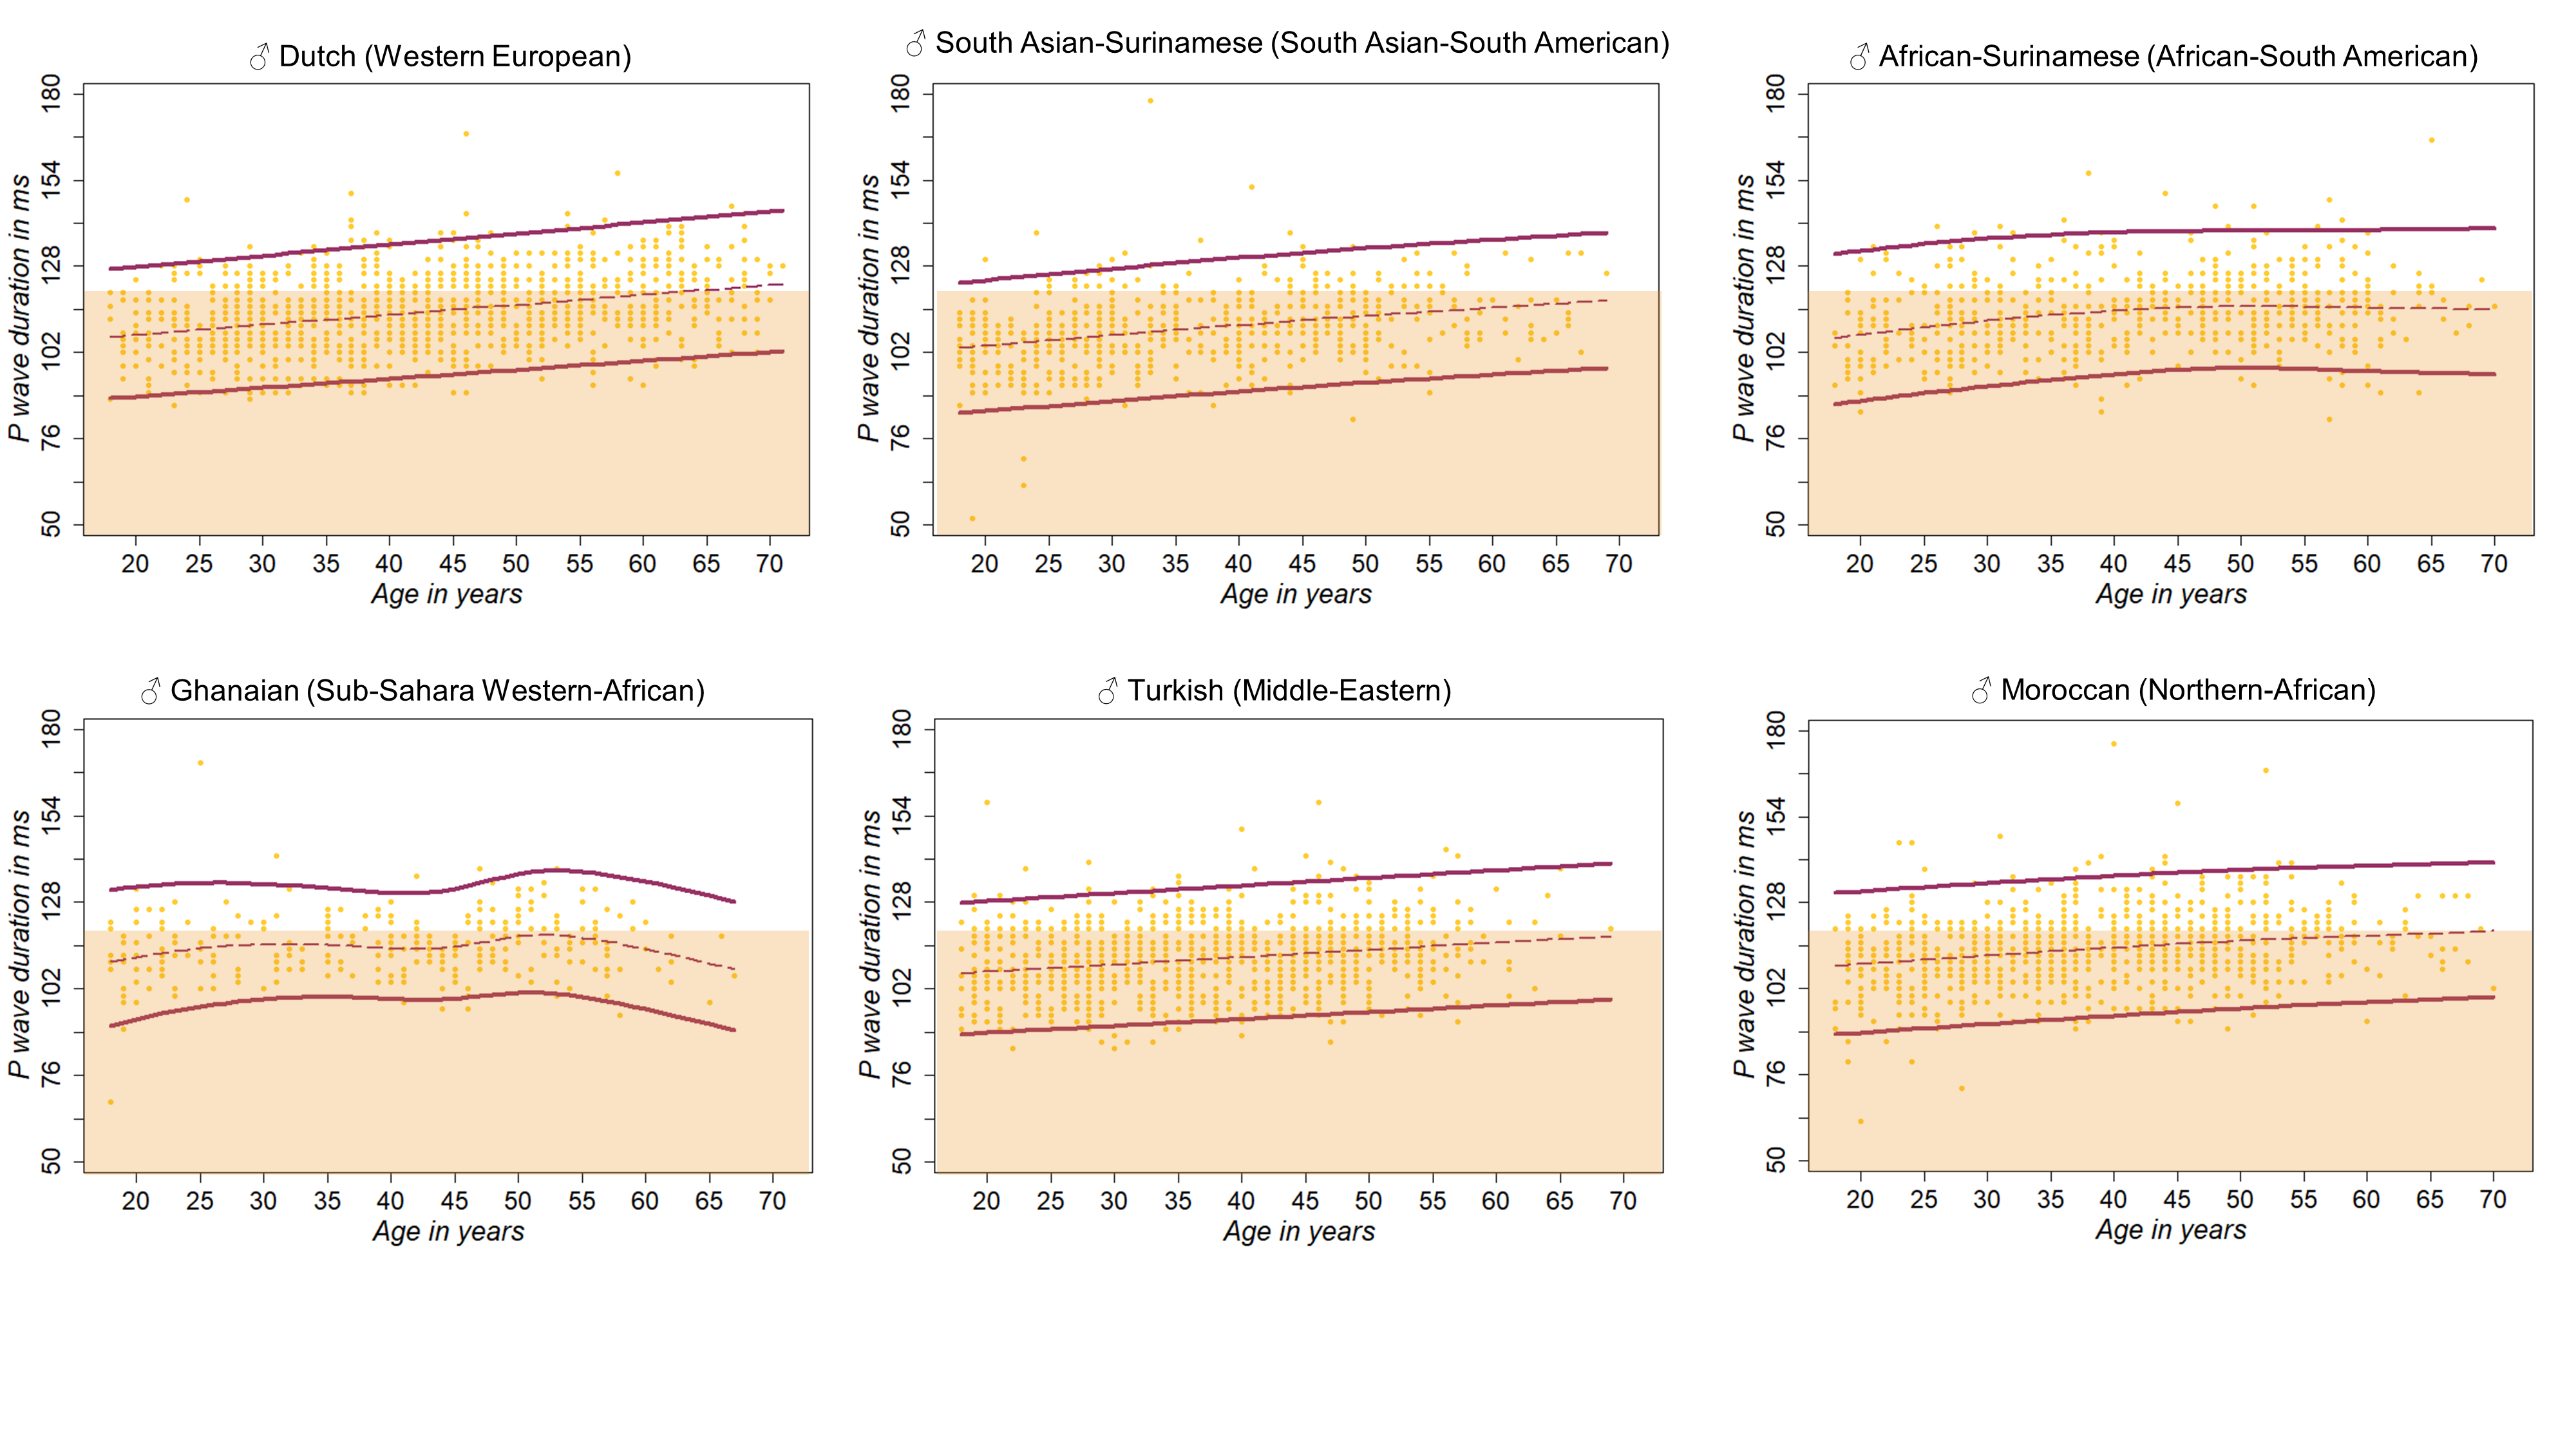 ♂ Dutch (Western European)
♂ South Asian-Surinamese (South Asian-South American)
♂ African-Surinamese (African-South American)
P wave duration in ms
180
154
128
102
76
50
20 25 30 35 40 45 50 55 60 65 70
Age in years
P wave duration in ms
180
154
128
102
76
50
20 25 30 35 40 45 50 55 60 65 70
Age in years
P wave duration in ms
180
154
128
102
76
50
20 25 30 35 40 45 50 55 60 65 70
Age in years
♂ Ghanaian (Sub-Sahara Western-African)
♂ Turkish (Middle-Eastern)
♂ Moroccan (Northern-African)
P wave duration in ms
180
154
128
102
76
50
20 25 30 35 40 45 50 55 60 65 70
Age in years
P wave duration in ms
180
154
128
102
76
50
20 25 30 35 40 45 50 55 60 65 70
Age in years
P wave duration in ms
180
154
128
102
76
50
20 25 30 35 40 45 50 55 60 65 70
Age in years